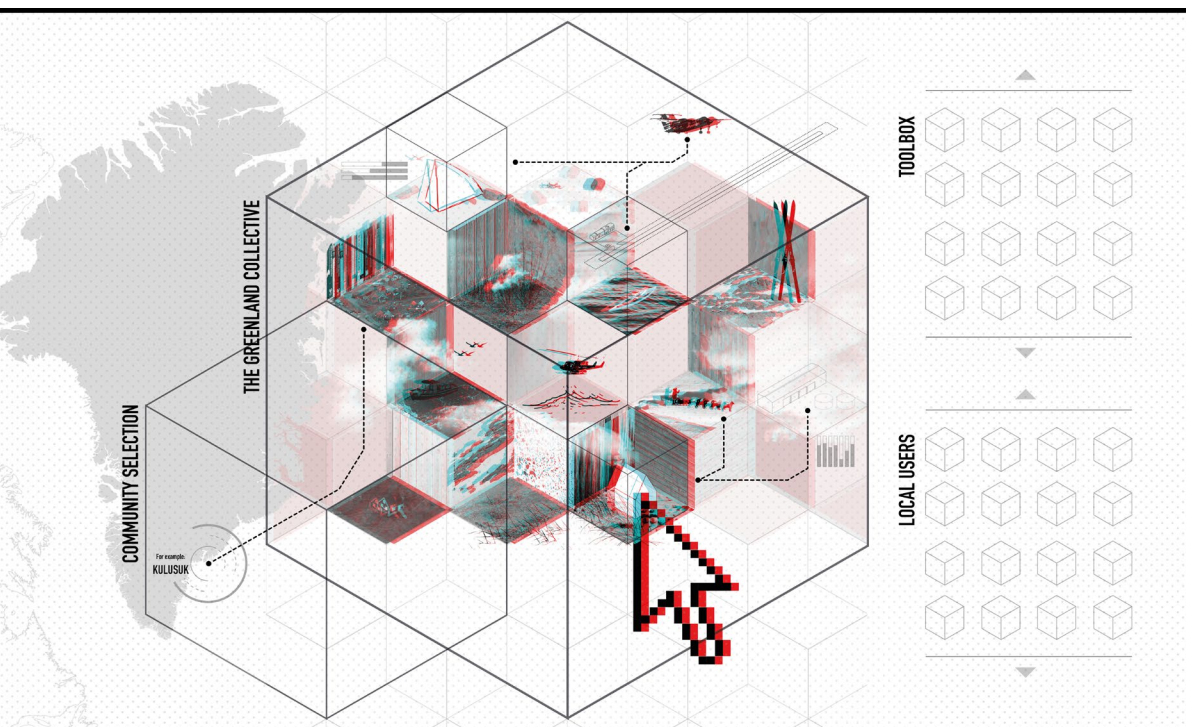 THE GREENLAND COLLECTIVE
COMMUNITY SELECTION
For example:
KULUSUK
TOOLBOX
LOCAL USERS